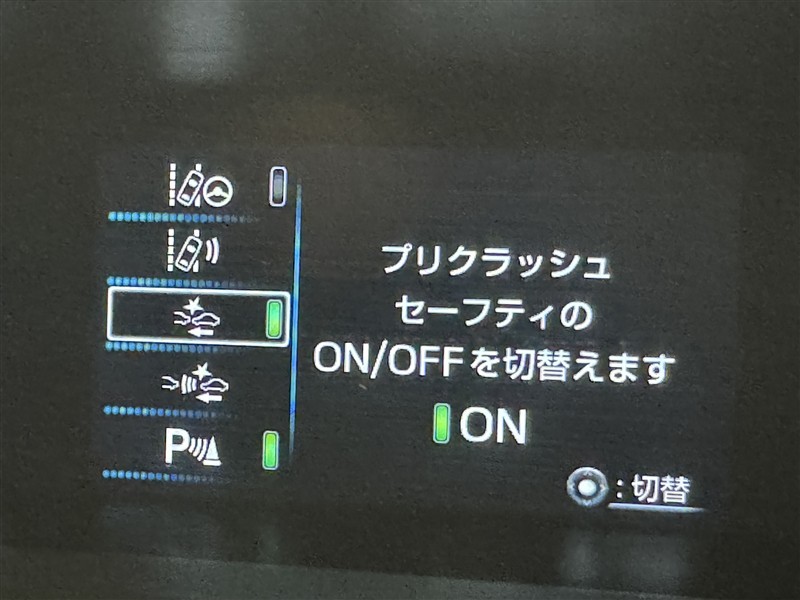 プリクラッシュ
セーフティの
ON/OFFを切替えます
ON
P
:切替